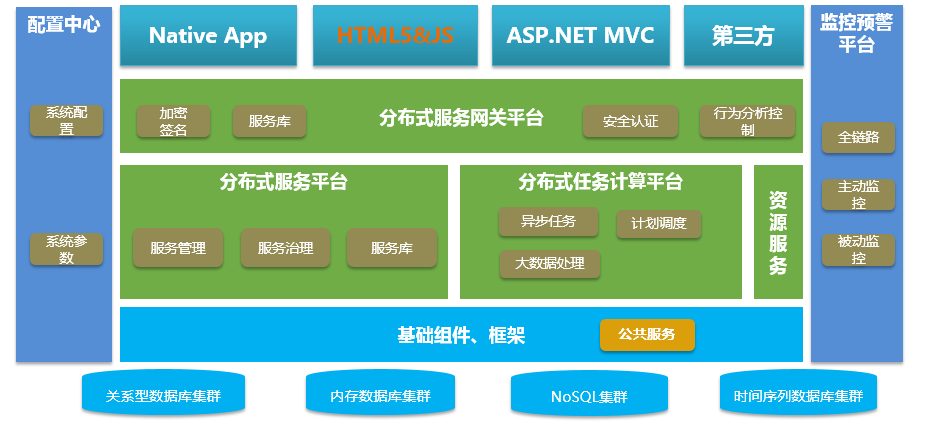 配置中心
系统配
置
系统参
数
Native App
HTML5&JS
ASP.NET MVC
第三方
分布式服务网关平台
加密
签名
服务库
安全认证
行为分析控
制
分布式服务平台
服务管理
服务治理
服务库
分布式任务计算平台
异步任务
计划调度
大数据处理
资
源
服
务
基础组件、框架
公共服务
监控预警
平台
全链路
主动监
控
被动监
控
关系型数据库集群
内存数据库集群
NoSQL集群
时间序列数据库集群